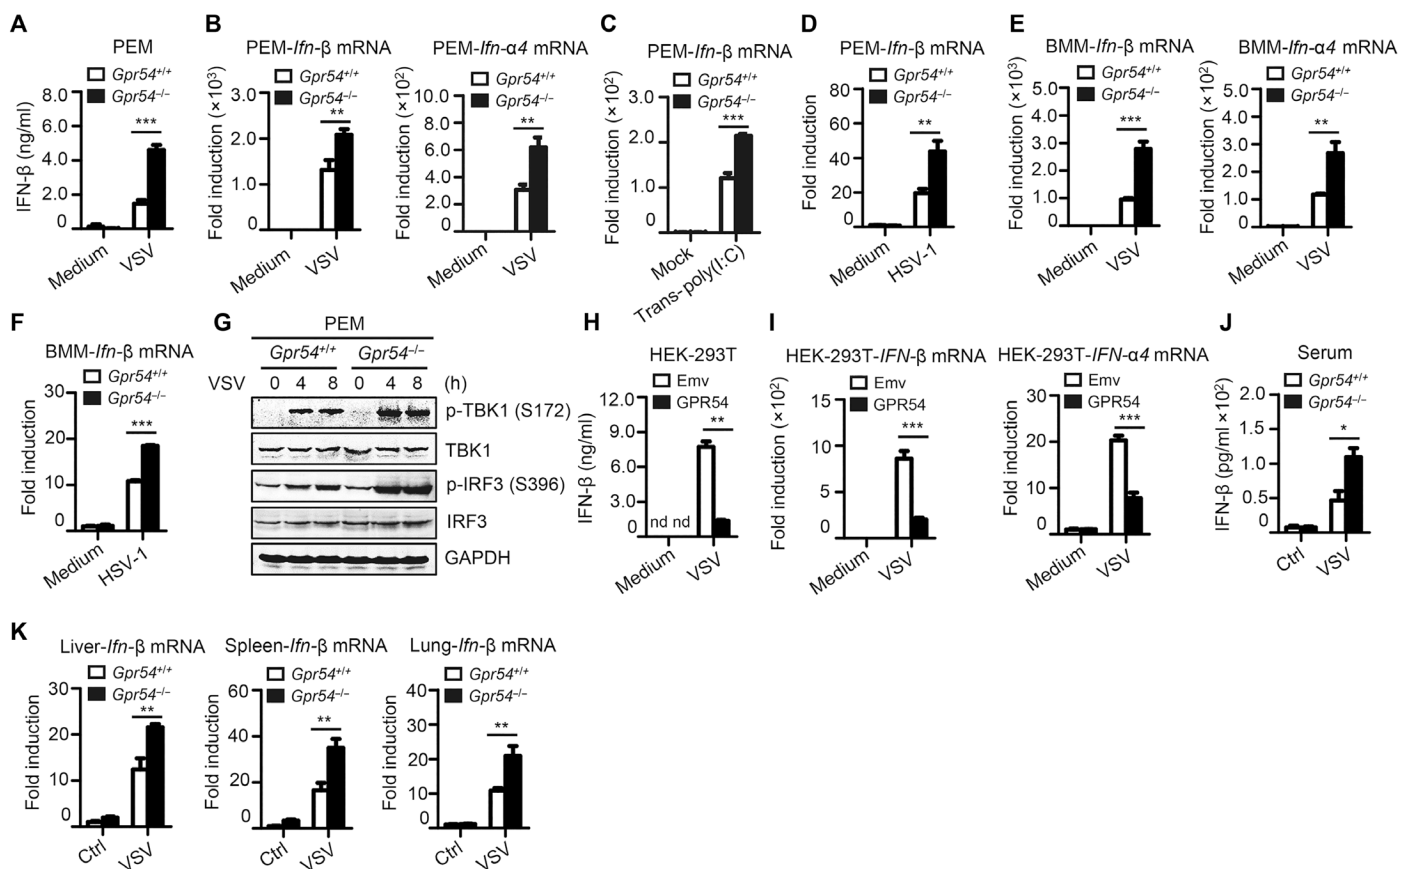 A
PEM
Gpr54+/+
Gpr54–/–
IFN-β (ng/ml)
8.0
6.0
4.0
2.0
0
***
Medium
VSV
B
PEM-Ifn-β mRNA
Gpr54+/+
Gpr54–/–
Fold induction (×10³)
3.0
2.0
1.0
0
**
Medium
VSV
PEM-Ifn-α4 mRNA
Gpr54+/+
Gpr54–/–
Fold induction (×10²)
10.0
8.0
6.0
4.0
2.0
0
**
Medium
VSV
C
PEM-Ifn-β mRNA
Gpr54+/+
Gpr54–/–
Fold induction (×10²)
3.0
2.0
1.0
0
***
Mock
Trans-poly(I:C)
D
PEM-Ifn-β mRNA
Gpr54+/+
Gpr54–/–
Fold induction
80
60
40
20
0
**
Medium
HSV-1
E
BMM-Ifn-β mRNA
Gpr54+/+
Gpr54–/–
Fold induction (×10³)
5.0
4.0
3.0
2.0
1.0
0
***
Medium
VSV
BMM-Ifn-α4 mRNA
Gpr54+/+
Gpr54–/–
Fold induction (×10²)
5.0
4.0
3.0
2.0
1.0
0
**
Medium
VSV
F
BMM-Ifn-β mRNA
Gpr54+/+
Gpr54–/–
Fold induction
30
20
10
0
***
Medium
HSV-1
G
PEM
Gpr54+/+ Gpr54–/–
VSV 0 4 8 0 4 8 (h)
p-TBK1 (S172)
TBK1
p-IRF3 (S396)
IRF3
GAPDH
H
HEK-293T
Emv
GPR54
IFN-β (ng/ml)
12.0
9.0
6.0
3.0
0
nd nd
**
Medium
VSV
I
HEK-293T-IFN-β mRNA
Emv
GPR54
Fold induction (×10²)
15
10
5
0
***
Medium
VSV
HEK-293T-IFN-α4 mRNA
Emv
GPR54
Fold induction
30
20
10
0
***
Medium
VSV
J
Serum
Gpr54+/+
Gpr54–/–
IFN-β (pg/ml ×10²)
2.0
1.5
1.0
0.5
0
*
Ctrl
VSV
K
Liver-Ifn-β mRNA
Gpr54+/+
Gpr54–/–
Fold induction
30
20
10
0
**
Ctrl
VSV
Spleen-Ifn-β mRNA
Gpr54+/+
Gpr54–/–
Fold induction
60
40
20
0
**
Ctrl
VSV
Lung-Ifn-β mRNA
Gpr54+/+
Gpr54–/–
Fold induction
40
30
20
10
0
**
Ctrl
VSV